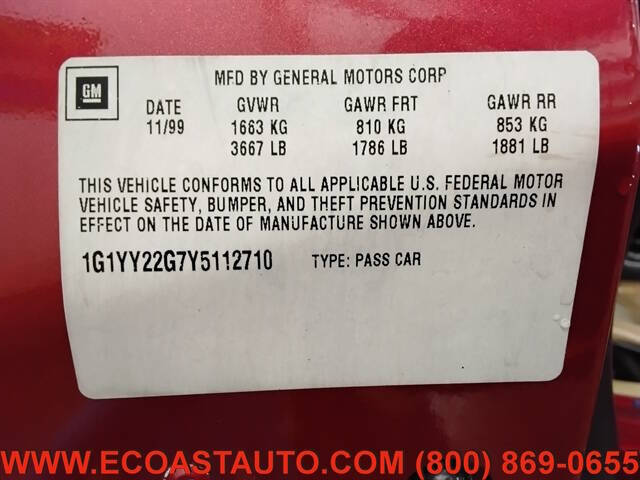 GM
MFD BY GENERAL MOTORS CORP
DATE GVWR GAWR FRT GAWR RR
11/99 1663 KG 810 KG 853 KG
3667 LB 1786 LB 1881 LB
THIS VEHICLE CONFORMS TO ALL APPLICABLE U.S. FEDERAL MOTOR
VEHICLE SAFETY, BUMPER, AND THEFT PREVENTION STANDARDS IN
EFFECT ON THE DATE OF MANUFACTURE SHOWN ABOVE.
1G1YY22G7Y5112710 TYPE: PASS CAR
WWW.ECOASTAUTO.COM (800) 869-0655